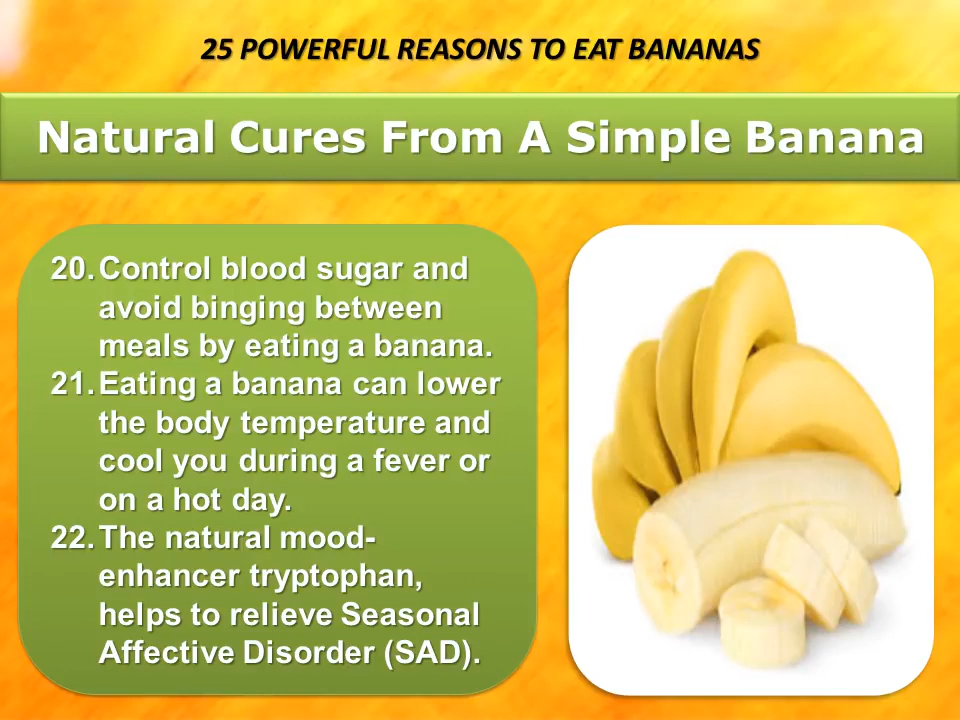 25 POWERFUL REASONS TO EAT BANANAS
Natural Cures From A Simple Banana
20. Control blood sugar and
avoid binging between
meals by eating a banana.
21. Eating a banana can lower
the body temperature and
cool you during a fever or
on a hot day.
22. The natural mood-
enhancer tryptophan,
helps to relieve Seasonal
Affective Disorder (SAD).